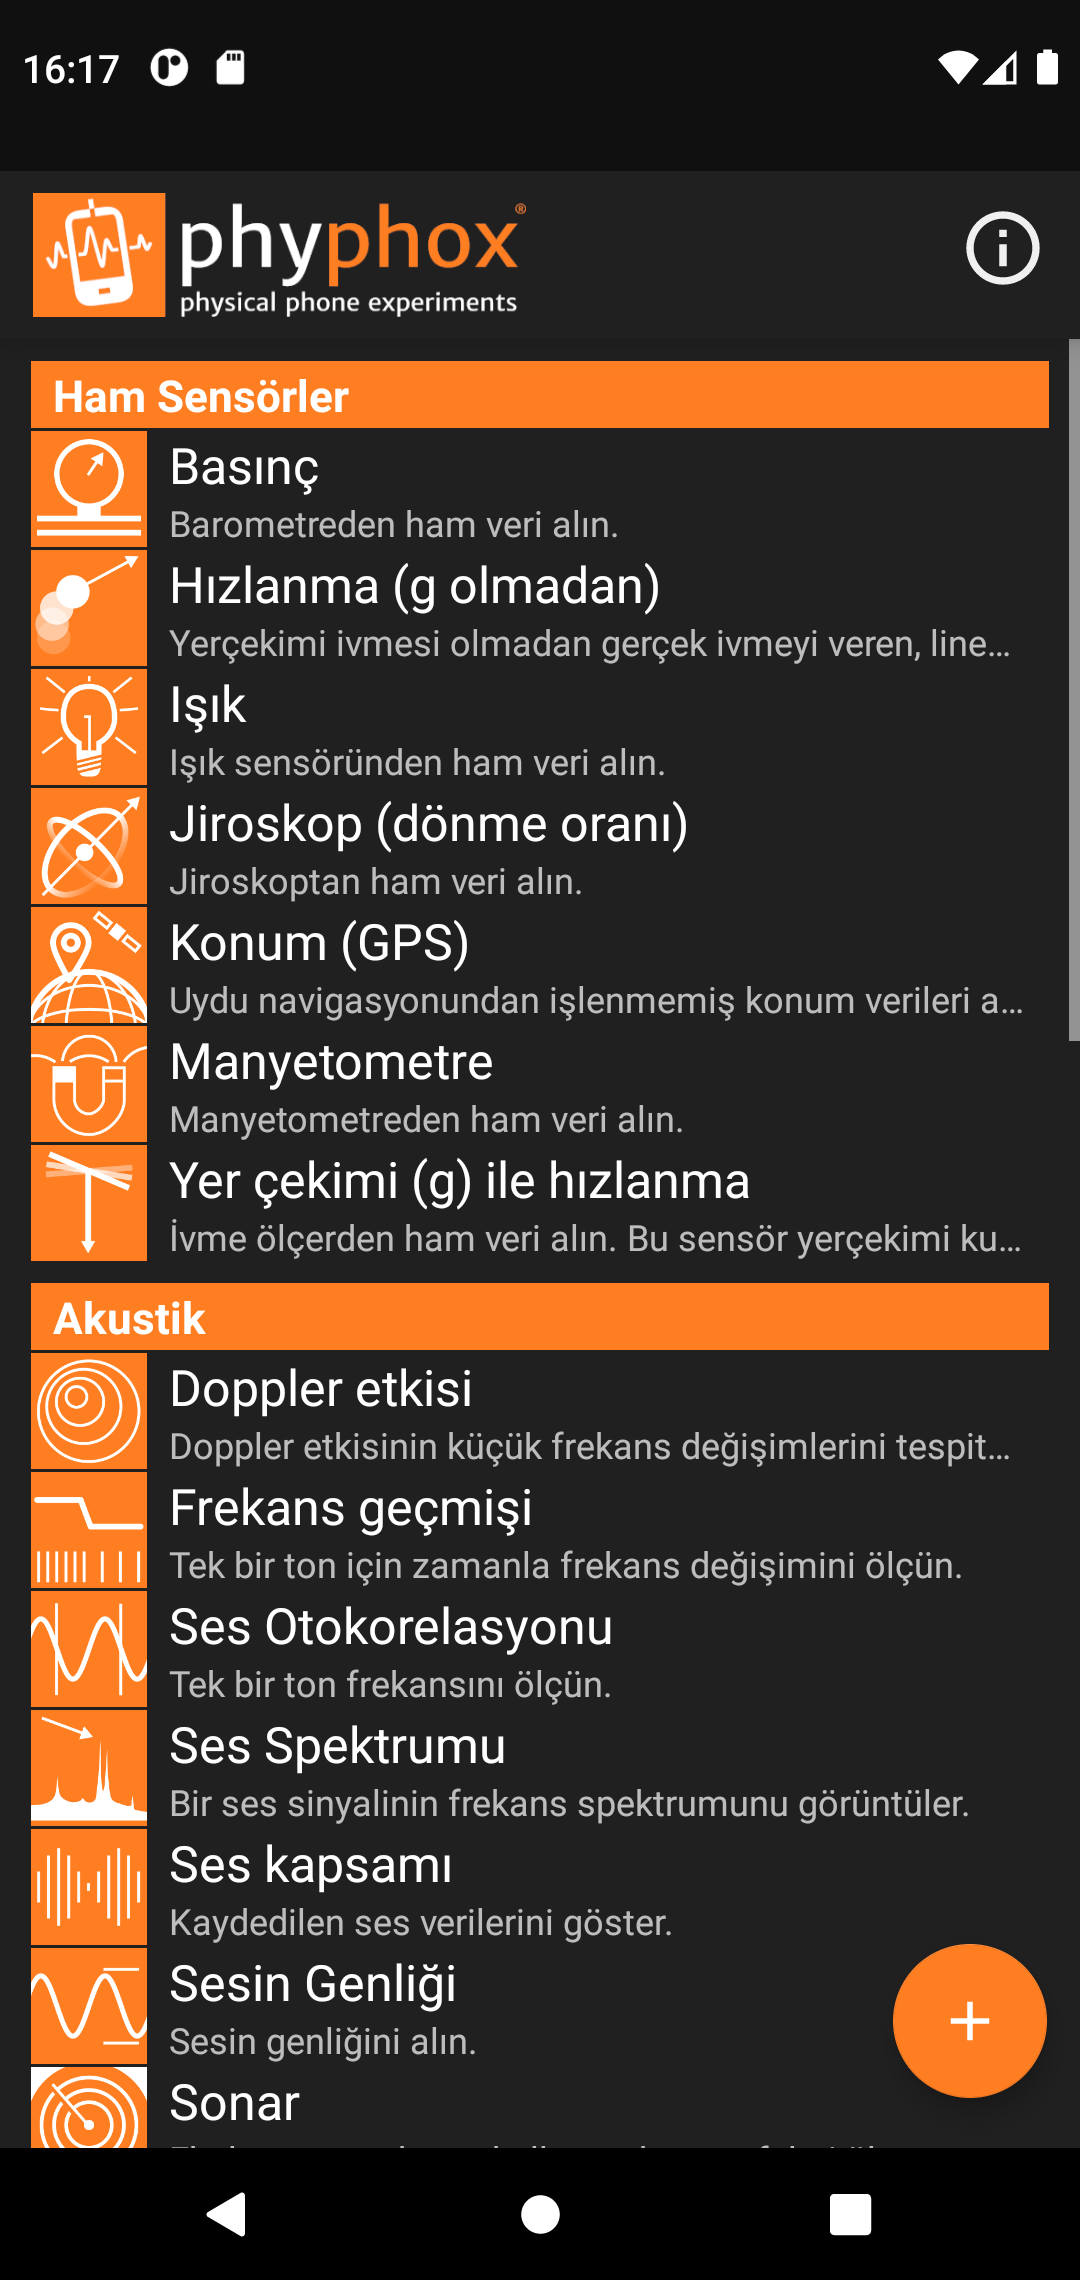 16:17
phyphox®
physical phone experiments
Ham Sensörler
Basınç
Barometreden ham veri alın.
Hızlanma (g olmadan)
Yerçekimi ivmesi olmadan gerçek ivmeyi veren, line...
Işık
Işık sensöründen ham veri alın.
Jiroskop (dönme oranı)
Jiroskoptan ham veri alın.
Konum (GPS)
Uydu navigasyonundan işlenmemiş konum verileri a...
Manyetometre
Manyetometreden ham veri alın.
Yer çekimi (g) ile hızlanma
İvme ölçerden ham veri alın. Bu sensör yerçekimi ku...
Akustik
Doppler etkisi
Doppler etkisinin küçük frekans değişimlerini tespit...
Frekans geçmişi
Tek bir ton için zamanla frekans değişimini ölçün.
Ses Otokorelasyonu
Tek bir ton frekansını ölçün.
Ses Spektrumu
Bir ses sinyalinin frekans spektrumunu görüntüler.
Ses kapsamı
Kaydedilen ses verilerini göster.
Sesin Genliği
Sesin genliğini alın.
Sonar